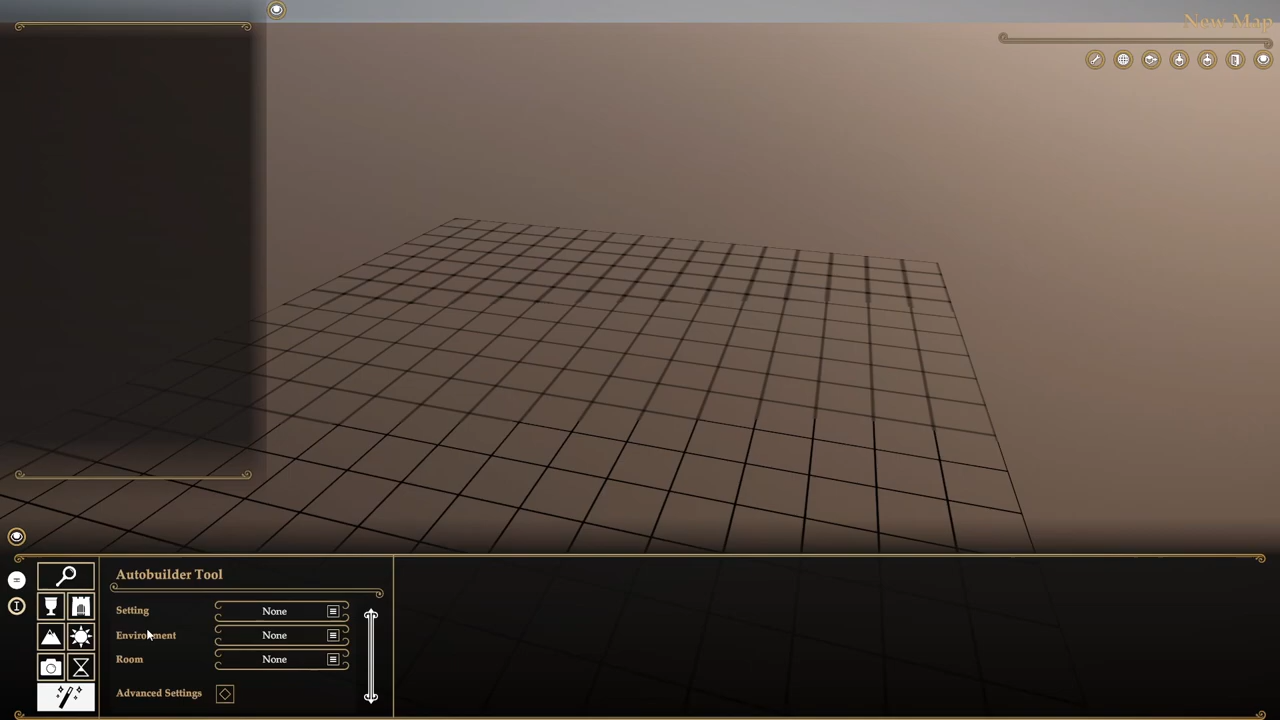 New Map
Autobuilder Tool
Setting None
Environment None
Room None
Advanced Settings